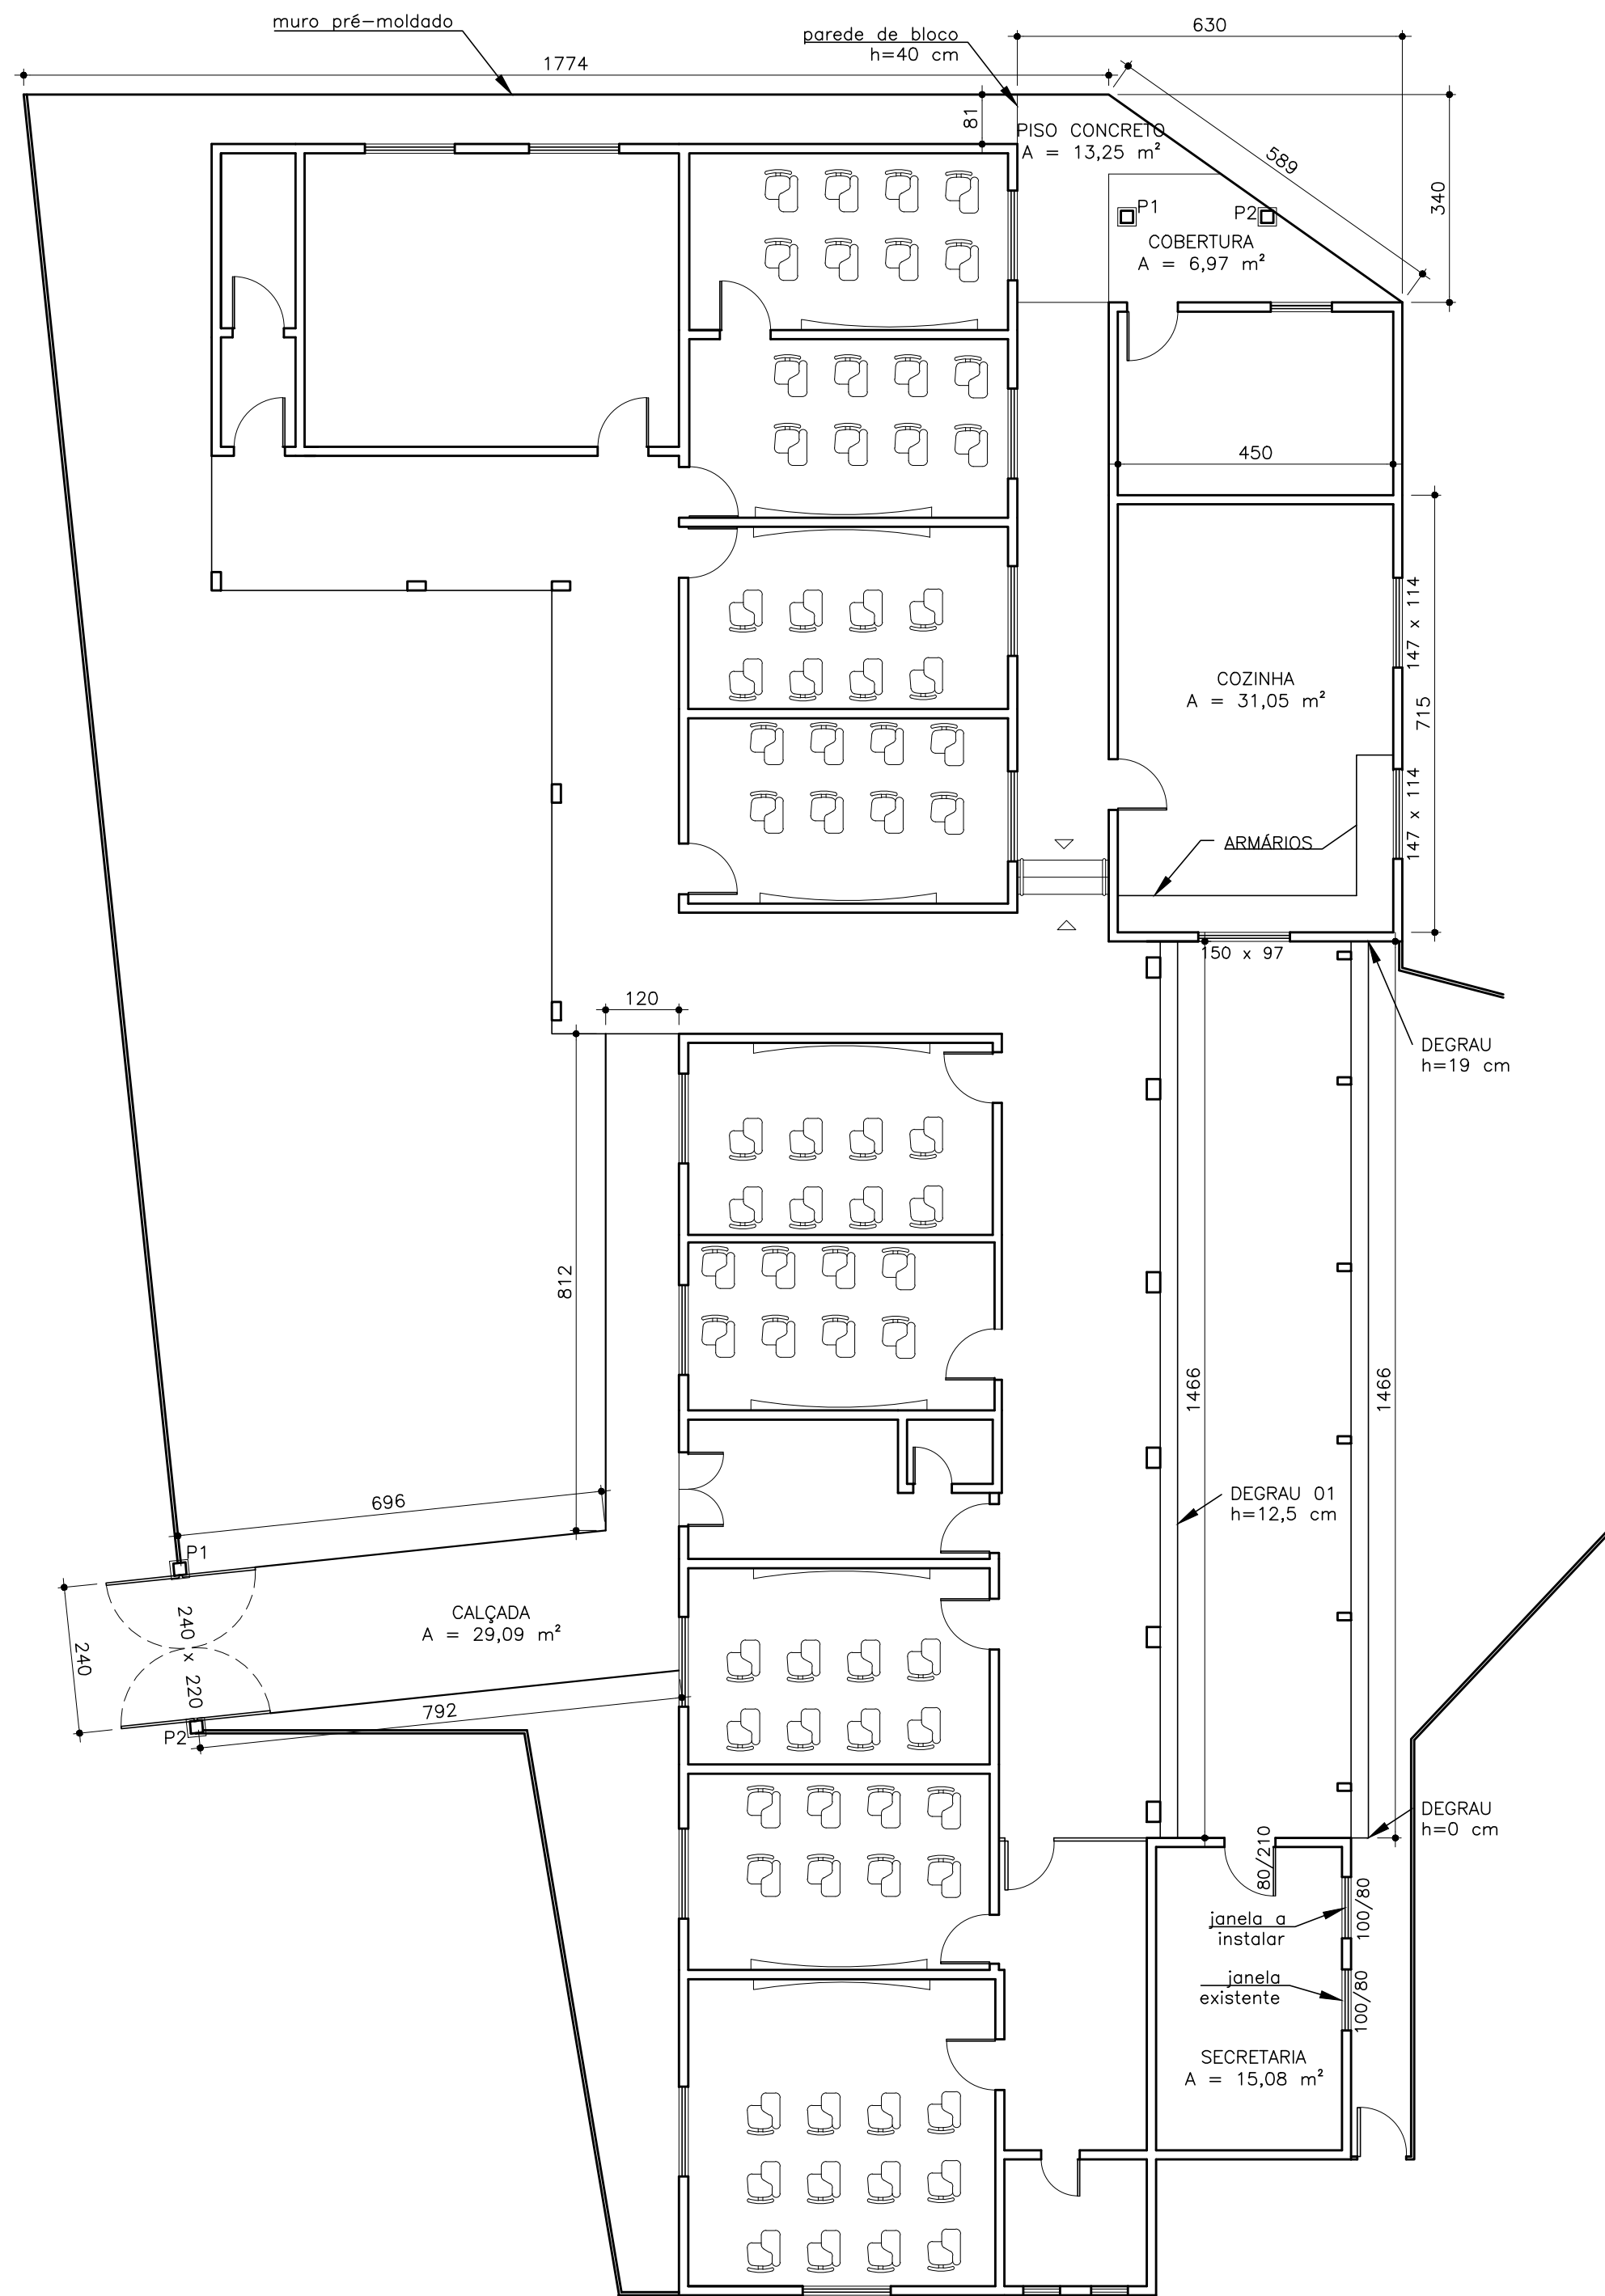 muro pré-moldado
parede de bloco
h=40 cm
630
1774
81
PISO CONCRETO
A = 13,25 m²
589
340
P1
P2
COBERTURA
A = 6,97 m²
450
147 x 114
COZINHA
A = 31,05 m²
715
147 x 114
ARMÁRIOS
150 x 97
120
DEGRAU
h=19 cm
812
1466
1466
696
DEGRAU 01
h=12,5 cm
P1
CALÇADA
A = 29,09 m²
240
240 x 220
792
P2
DEGRAU
h=0 cm
80/210
100/80
janela a
instalar
janela
existente
100/80
SECRETARIA
A = 15,08 m²